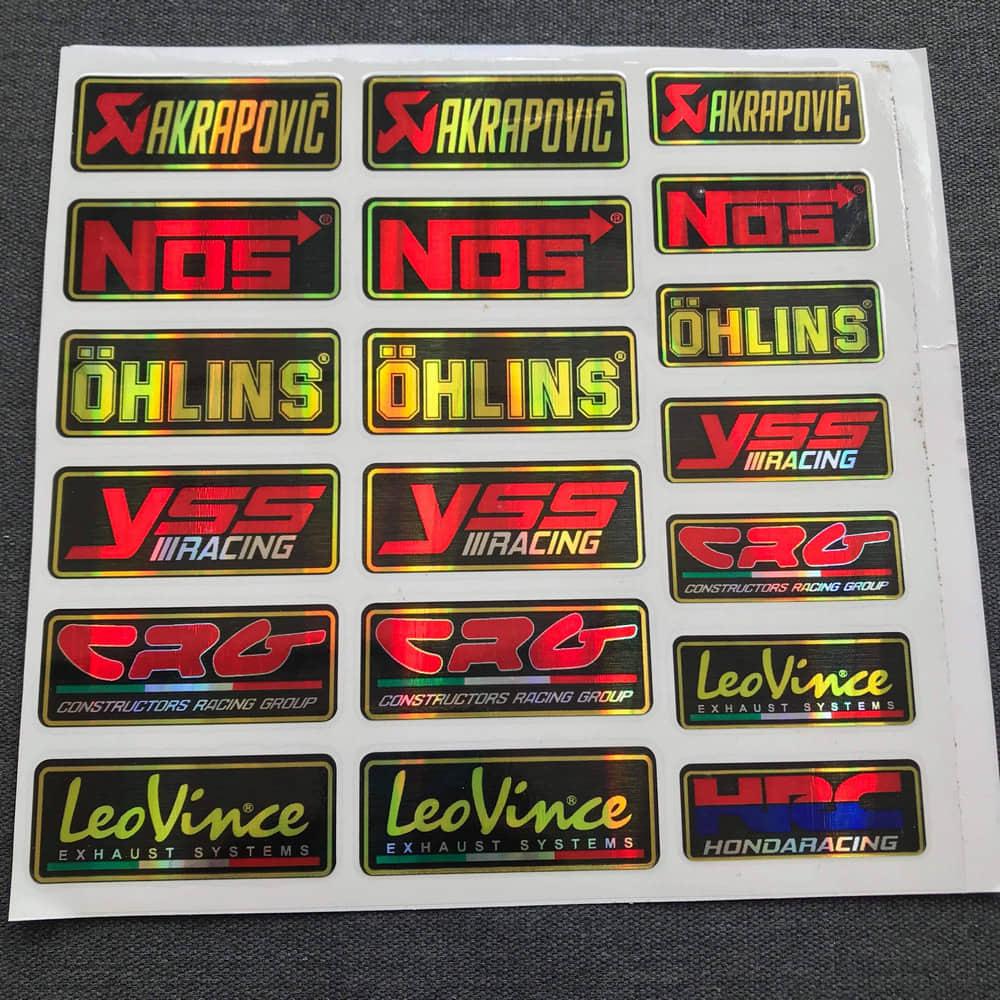 AKRAPOVIČ
AKRAPOVIČ
AKRAPOVIČ
NOS®
NOS®
NOS®
ÖHLINS®
ÖHLINS®
ÖHLINS®
YSS
RACING
YSS
RACING
YSS
RACING
CRG
CONSTRUCTORS RACING GROUP
CRG
CONSTRUCTORS RACING GROUP
CRG
CONSTRUCTORS RACING GROUP
LeoVince®
EXHAUST SYSTEMS
LeoVince®
EXHAUST SYSTEMS
LeoVince®
EXHAUST SYSTEMS
HRC
HONDARACING